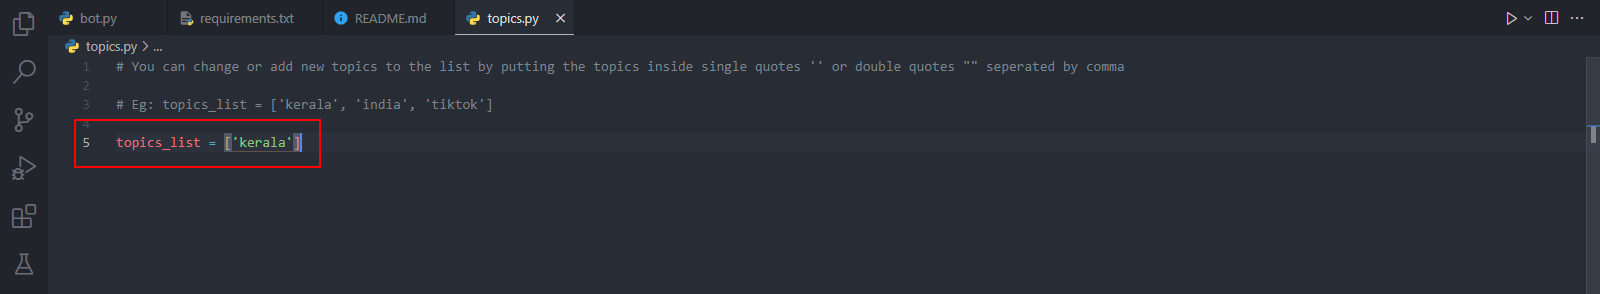 bot.py requirements.txt README.md topics.py
topics.py > ...
1 # You can change or add new topics to the list by putting the topics inside single quotes '' or double quotes "" seperated by comma
2
3 # Eg: topics_list = ['kerala', 'india', 'tiktok']
4
5 topics_list = ['kerala']